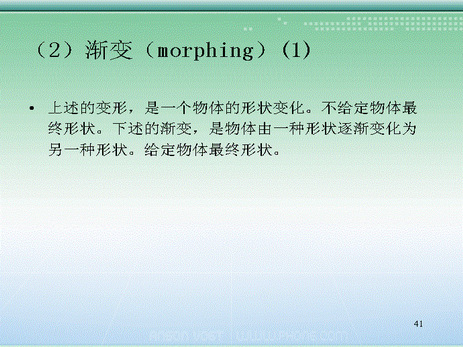 （2）渐变（morphing）(1)
• 上述的变形，是一个物体的形状变化。不给定物体最
终形状。下述的渐变，是物体由一种形状逐渐变化为
另一种形状。给定物体最终形状。
41